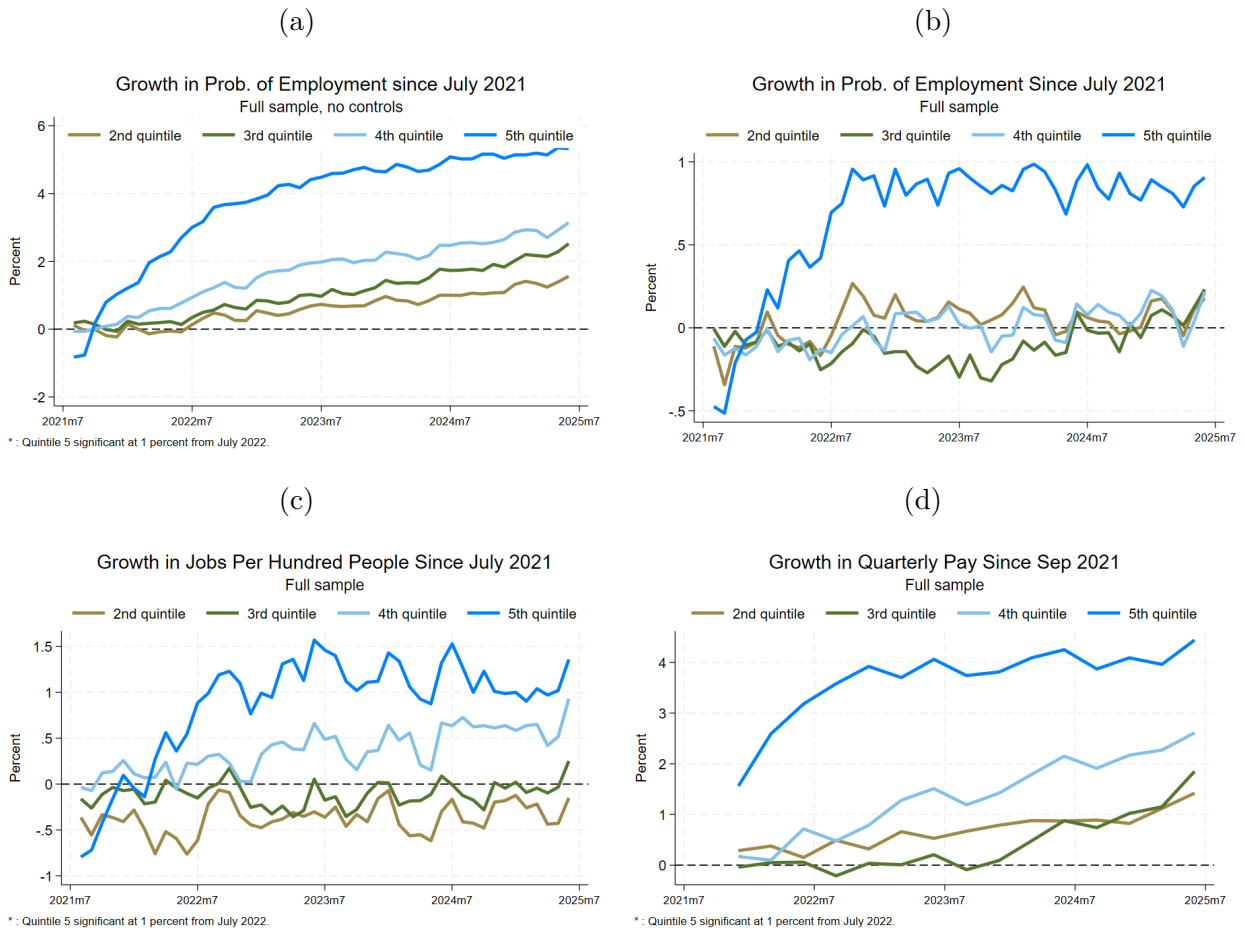 (a)
Growth in Prob. of Employment since July 2021
Full sample, no controls
2nd quintile 3rd quintile 4th quintile 5th quintile
Percent
6
4
2
0
-2
2021m7 2022m7 2023m7 2024m7 2025m7
* : Quintile 5 significant at 1 percent from July 2022.
(b)
Growth in Prob. of Employment Since July 2021
Full sample
2nd quintile 3rd quintile 4th quintile 5th quintile
Percent
1
.5
0
-.5
2021m7 2022m7 2023m7 2024m7 2025m7
(c)
Growth in Jobs Per Hundred People Since July 2021
Full sample
2nd quintile 3rd quintile 4th quintile 5th quintile
Percent
1.5
1
.5
0
-.5
-1
2021m7 2022m7 2023m7 2024m7 2025m7
* : Quintile 5 significant at 1 percent from July 2022.
(d)
Growth in Quarterly Pay Since Sep 2021
Full sample
2nd quintile 3rd quintile 4th quintile 5th quintile
Percent
4
3
2
1
0
2021m7 2022m7 2023m7 2024m7 2025m7
* : Quintile 5 significant at 1 percent from July 2022.